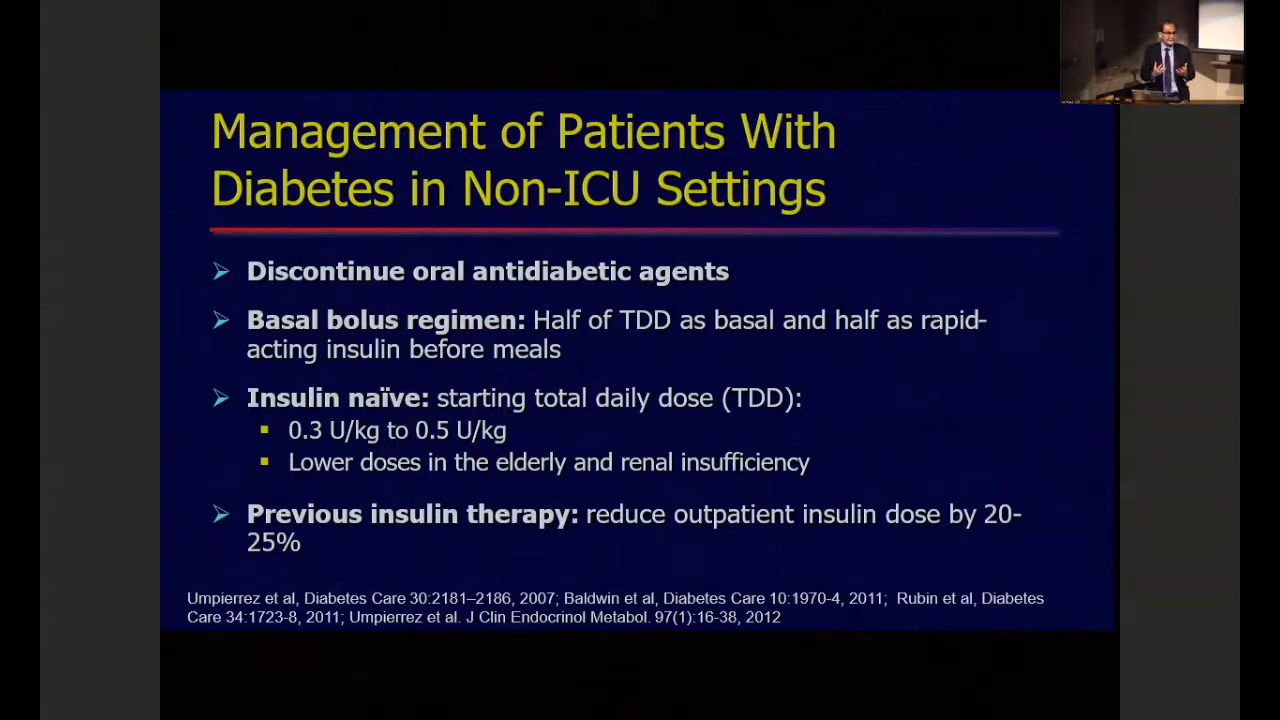 Management of Patients With
Diabetes in Non-ICU Settings
➢ Discontinue oral antidiabetic agents
➢ Basal bolus regimen: Half of TDD as basal and half as rapid-
acting insulin before meals
➢ Insulin naïve: starting total daily dose (TDD):
▪ 0.3 U/kg to 0.5 U/kg
▪ Lower doses in the elderly and renal insufficiency
➢ Previous insulin therapy: reduce outpatient insulin dose by 20-
25%
Umpierrez et al, Diabetes Care 30:2181–2186, 2007; Baldwin et al, Diabetes Care 10:1970-4, 2011; Rubin et al, Diabetes
Care 34:1723-8, 2011; Umpierrez et al. J Clin Endocrinol Metabol. 97(1):16-38, 2012